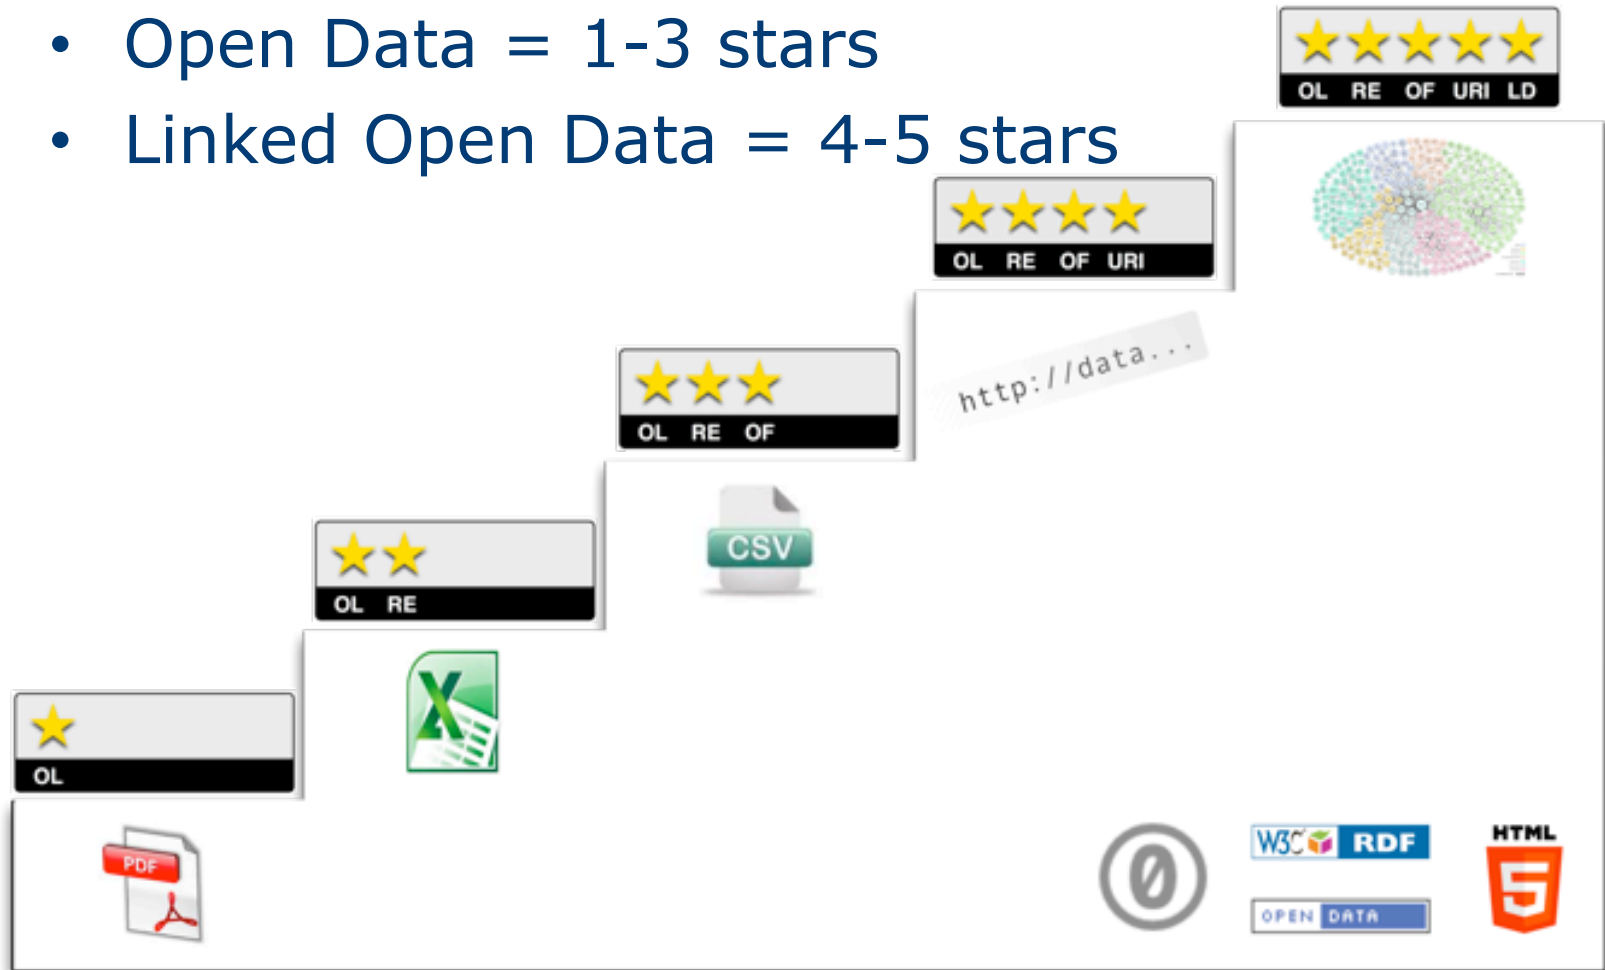 • Open Data = 1-3 stars
• Linked Open Data = 4-5 stars
OL RE OF URI LD
OL RE OF URI
http://data...
OL RE OF
CSV
OL RE
X
OL
PDF
0
W3C RDF
OPEN DATA
HTML
5